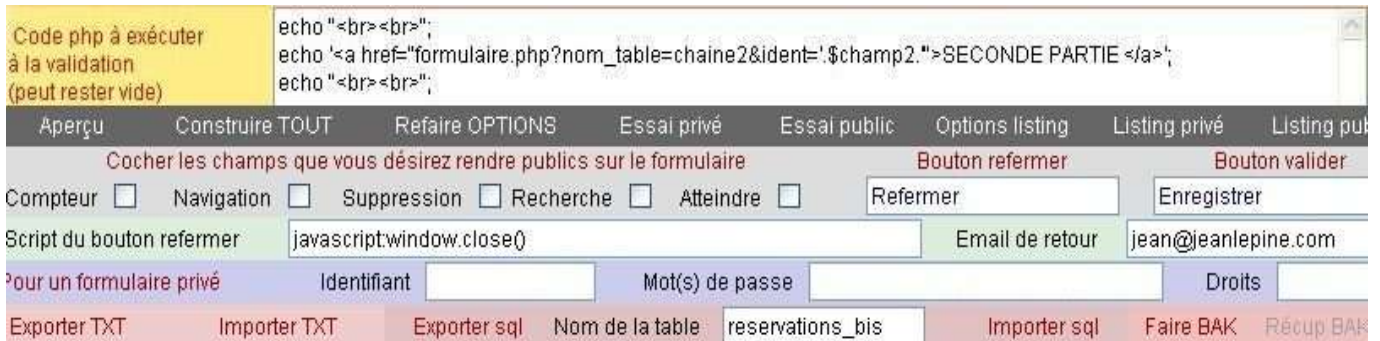 Code php à exécuter
à la validation
(peut rester vide)
echo "<br><br>";
echo '<a href="formulaire.php?nom_table=chaine2&ident='.$champ2.'">SECONDE PARTIE </a>';
echo "<br><br>";
Aperçu Construire TOUT Refaire OPTIONS Essai privé Essai public Options listing Listing privé Listing pub
Cocher les champs que vous désirez rendre publics sur le formulaire Bouton refermer Bouton valider
Compteur Navigation Suppression Recherche Atteindre Refermer Enregistrer
Script du bouton refermer javascript:window.close() Email de retour jean@jeanlepine.com
Pour un formulaire privé Identifiant Mot(s) de passe Droits
Exporter TXT Importer TXT Exporter sql Nom de la table reservations_bis Importer sql Faire BAK Récup BAK